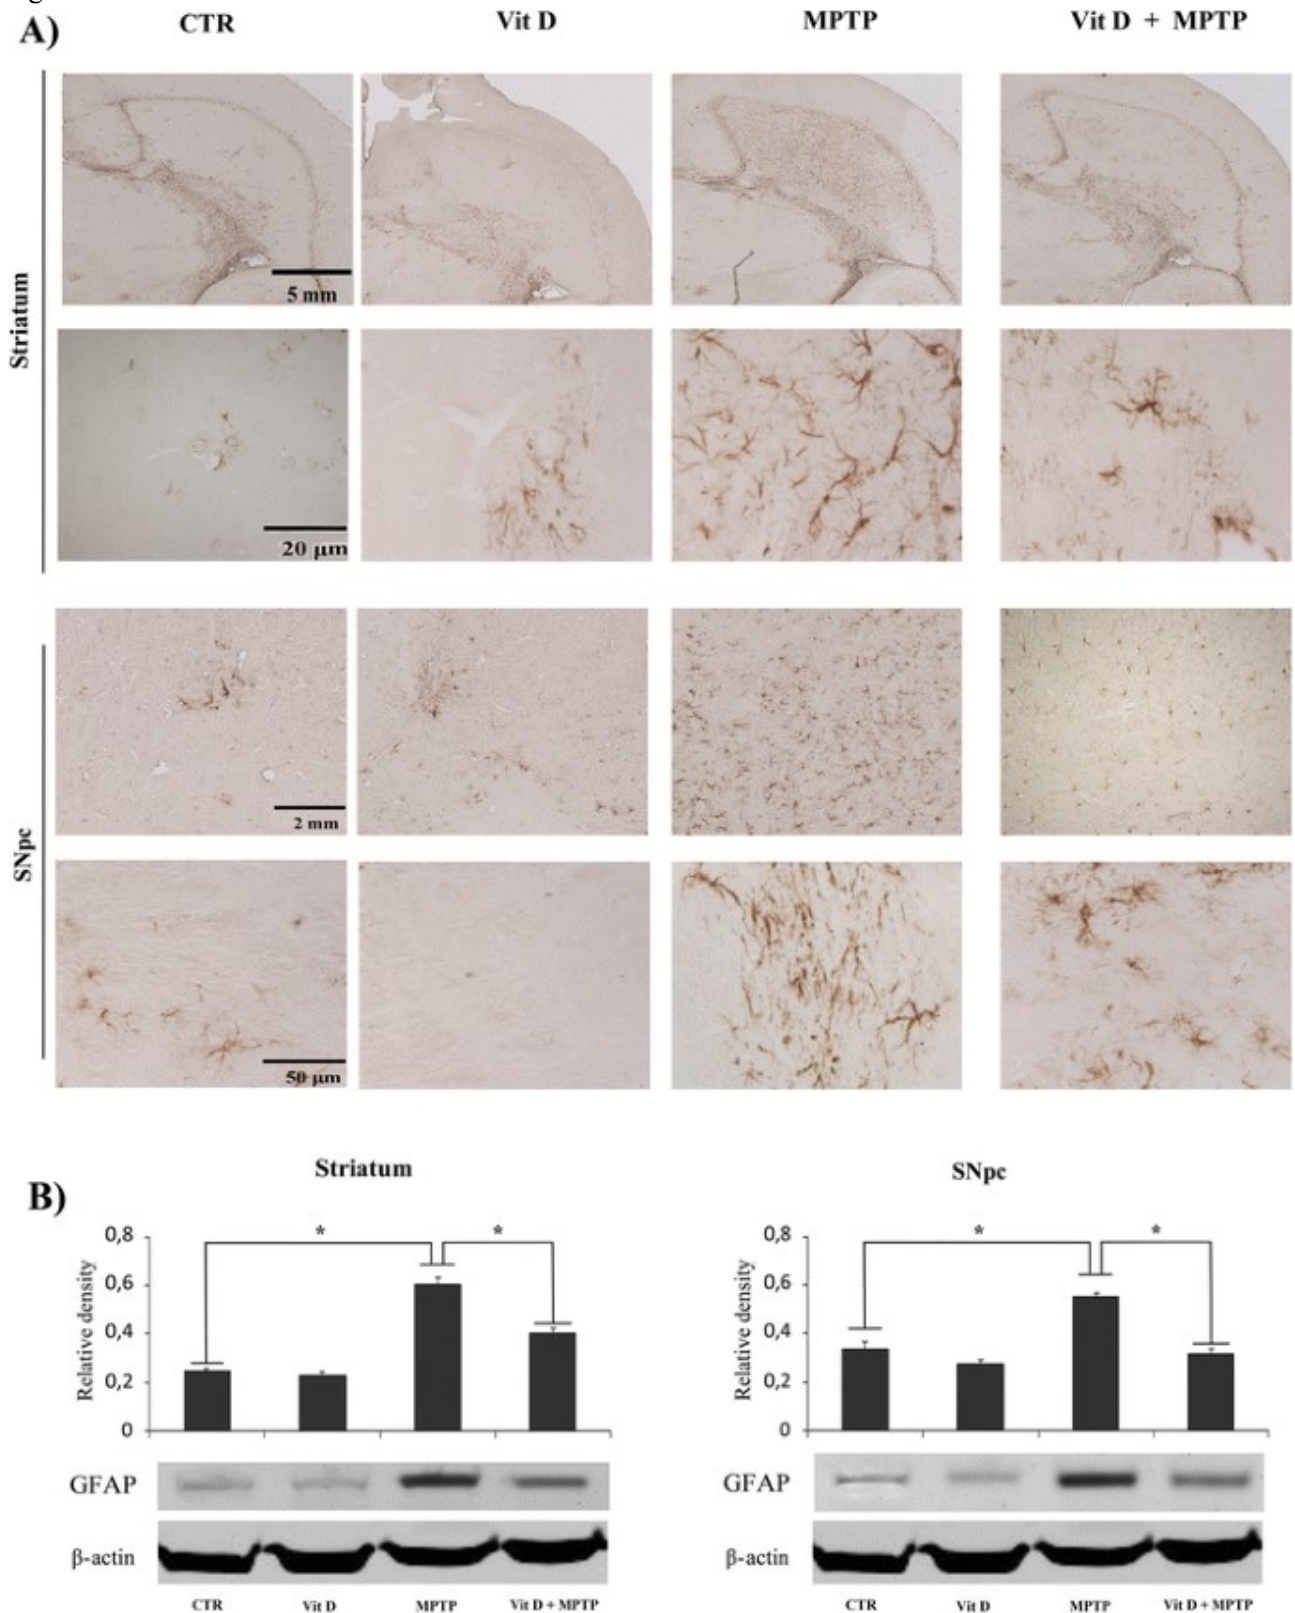 A)
CTR Vit D MPTP Vit D + MPTP
Striatum
5 mm
20 µm
SNpc
2 mm
50 µm
B)
Striatum
Relative density
0,8
0,6
0,4
0,2
0
* *
GFAP
β-actin
CTR Vit D MPTP Vit D + MPTP
SNpc
Relative density
0,8
0,6
0,4
0,2
0
* *
GFAP
β-actin
CTR Vit D MPTP Vit D + MPTP